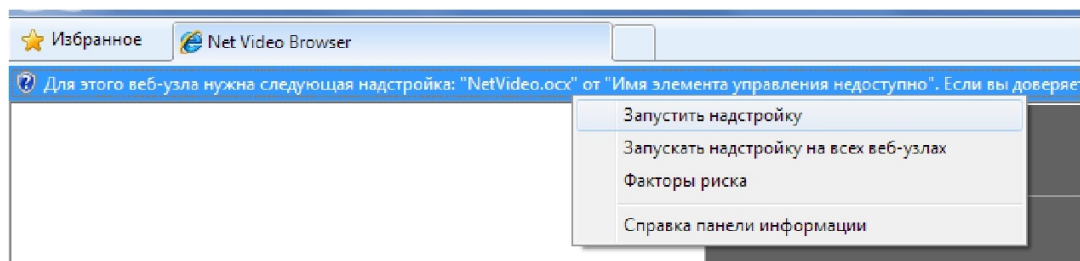 Избранное
Net Video Browser
Для этого веб-узла нужна следующая надстройка: "NetVideo.ocx" от "Имя элемента управления недоступно". Если вы доверяет
Запустить надстройку
Запускать надстройку на всех веб-узлах
Факторы риска
Справка панели информации